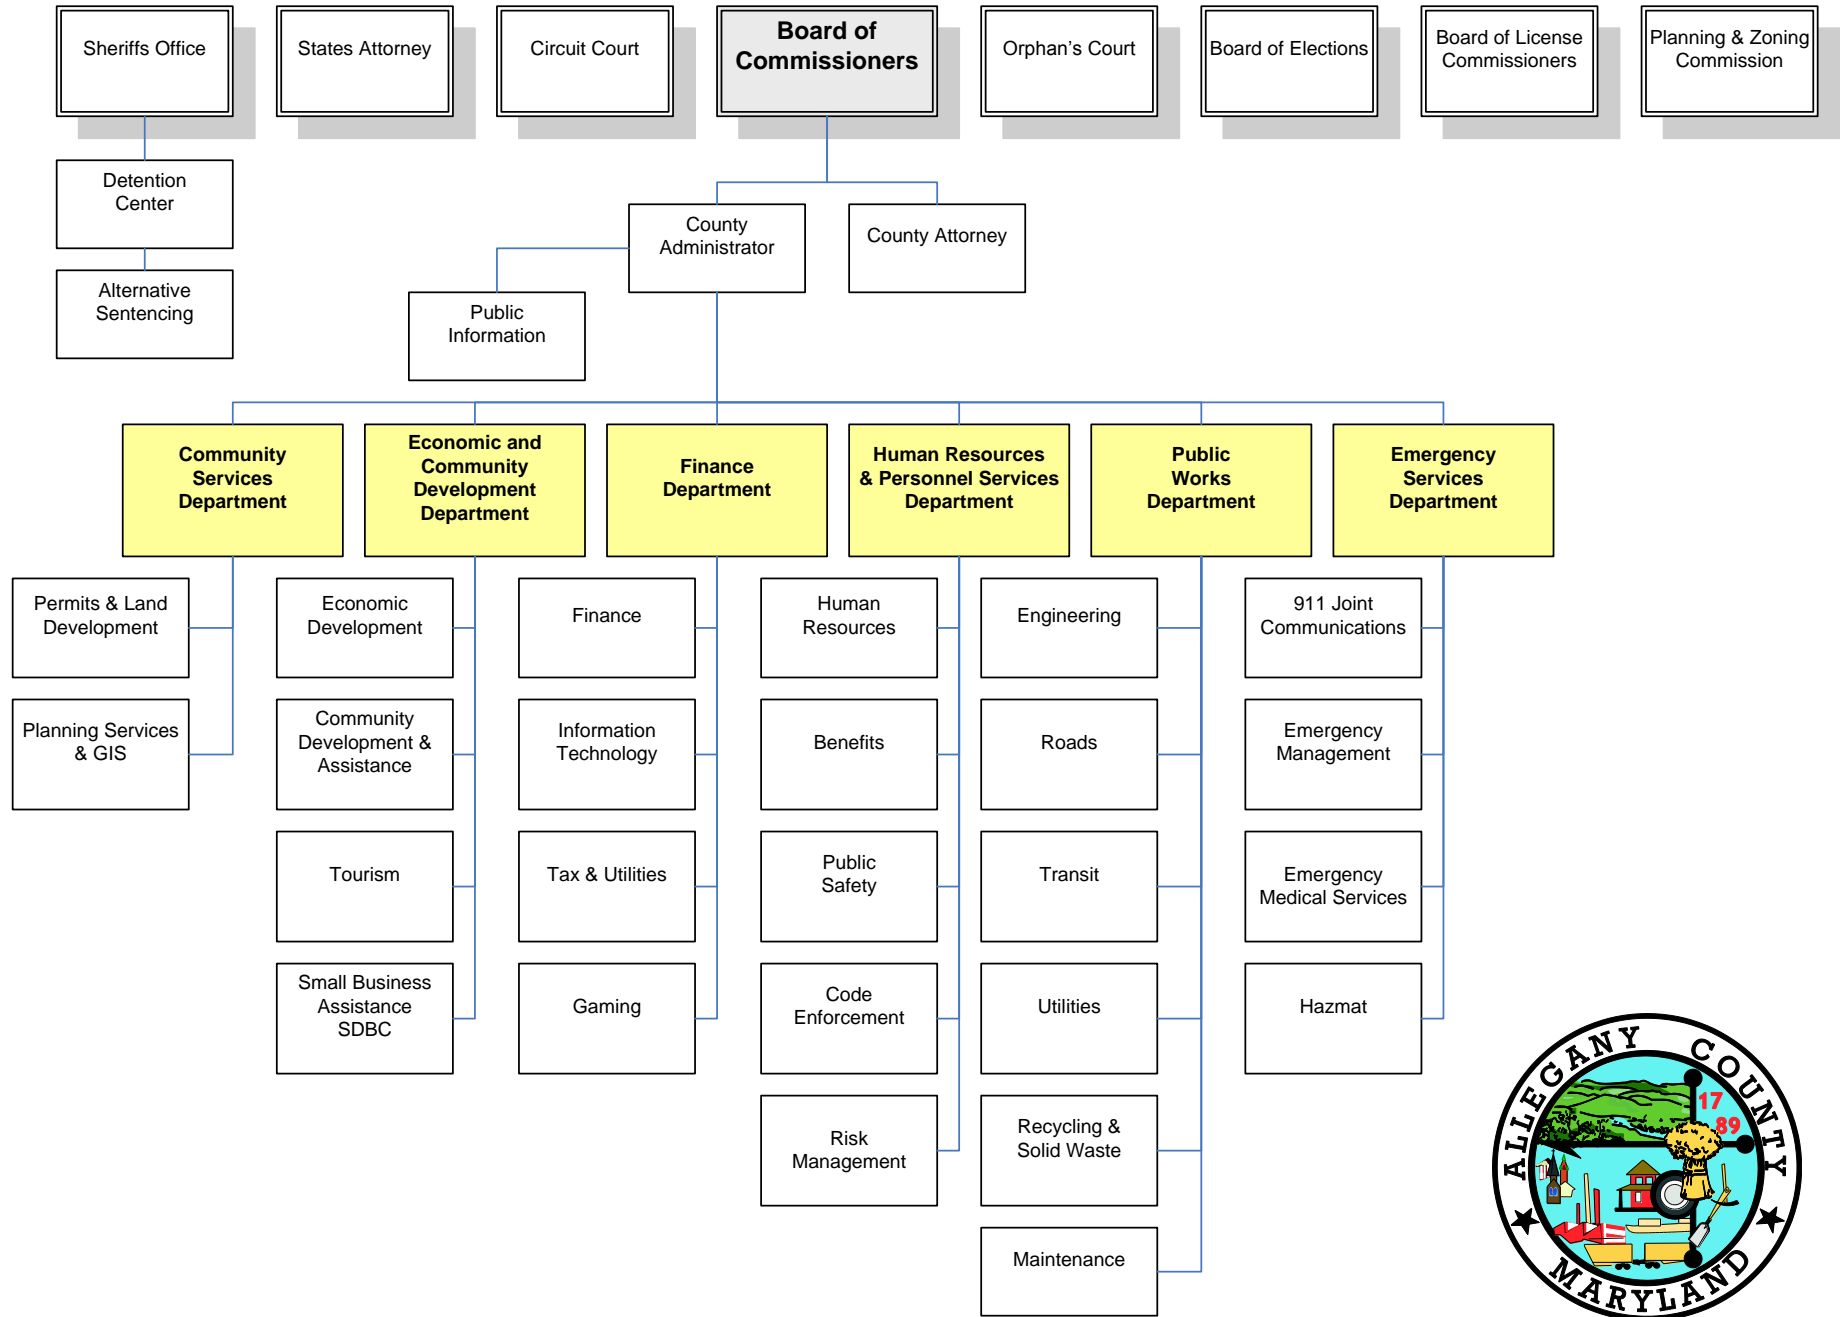 Sheriffs Office
States Attorney
Circuit Court
Board of
Commissioners
Orphan's Court
Board of Elections
Board of License
Commissioners
Planning & Zoning
Commission
Detention
Center
Alternative
Sentencing
County
Administrator
County Attorney
Public
Information
Community
Services
Department
Economic and
Community
Development
Department
Finance
Department
Human Resources
& Personnel Services
Department
Public
Works
Department
Emergency
Services
Department
Permits & Land
Development
Planning Services
& GIS
Economic
Development
Community
Development &
Assistance
Tourism
Small Business
Assistance
SDBC
Finance
Information
Technology
Tax & Utilities
Gaming
Human
Resources
Benefits
Public
Safety
Code
Enforcement
Risk
Management
Engineering
Roads
Transit
Utilities
Recycling &
Solid Waste
Maintenance
911 Joint
Communications
Emergency
Management
Emergency
Medical Services
Hazmat
ALLEGANY COUNTY
17
89
MARYLAND